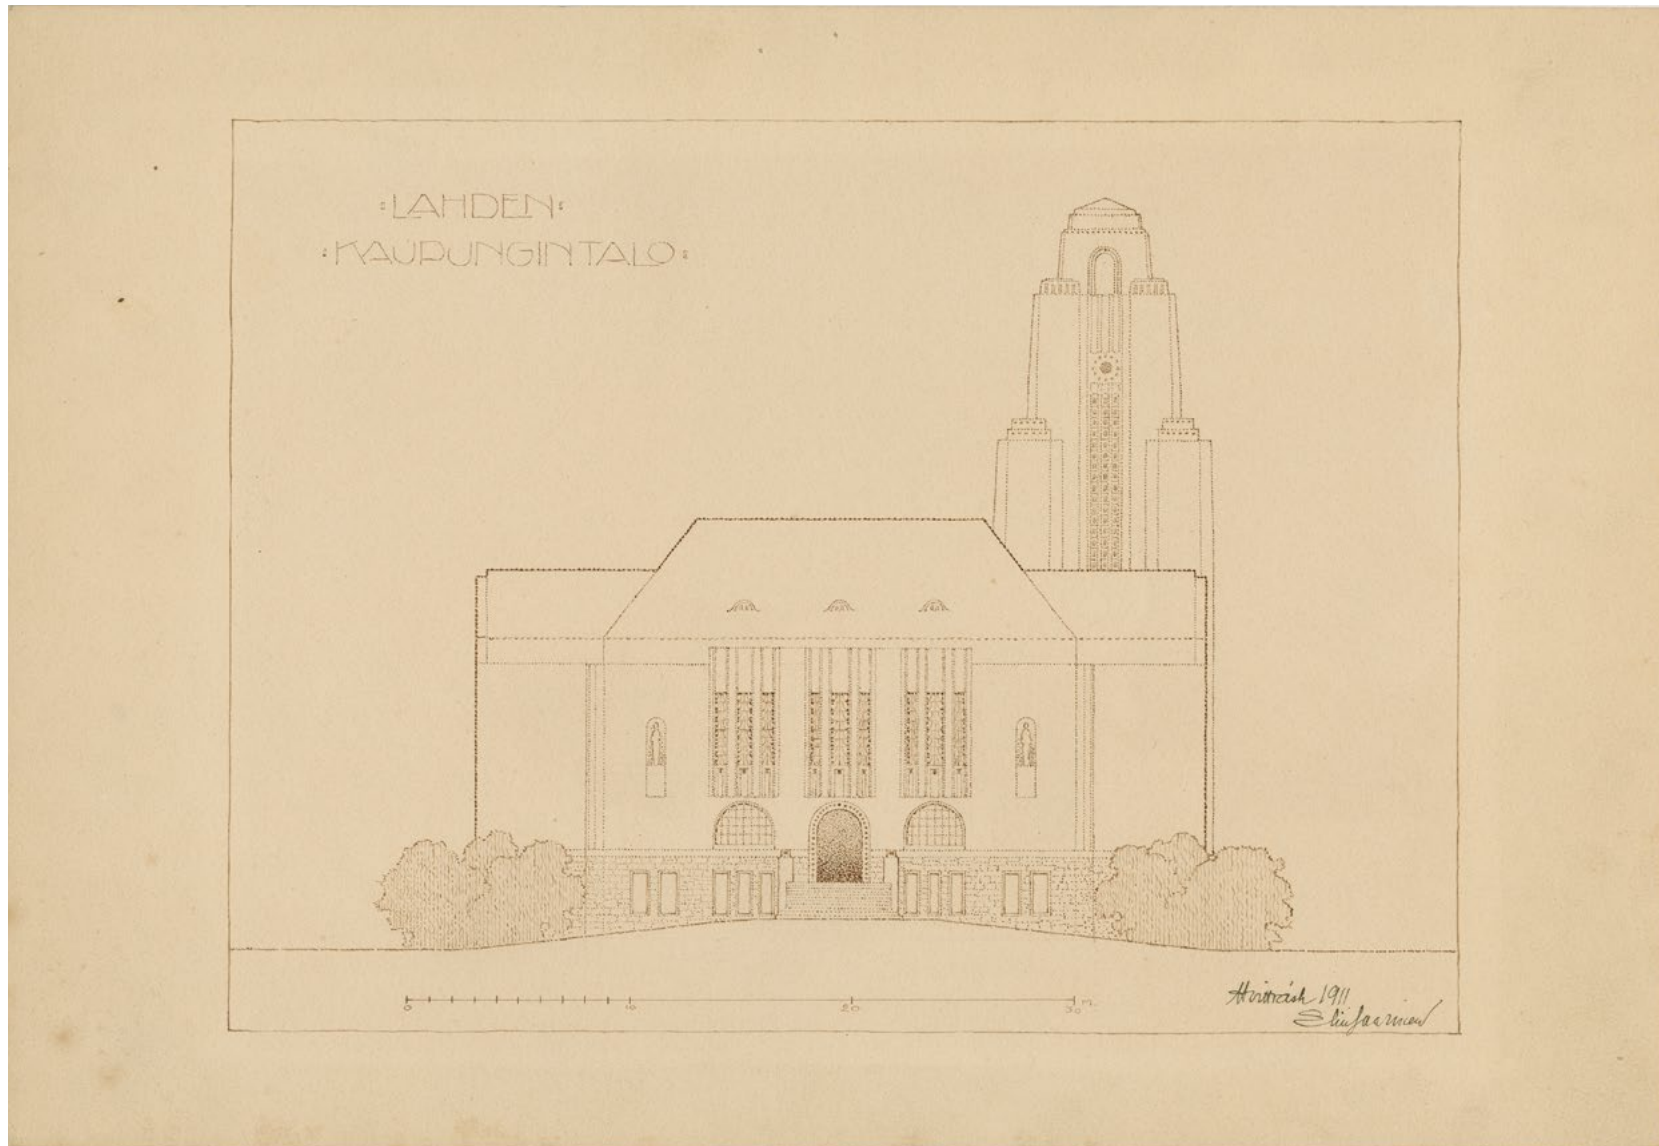 :LAHDEN:
:KAUPUNGINTALO:
0 10 20 30 m.
Hvitträsk 1911
Eliel Saarinen